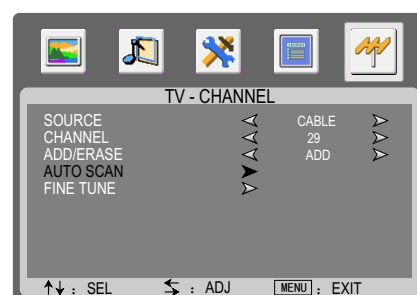 TV - CHANNEL
SOURCE CABLE
CHANNEL 29
ADD/ERASE ADD
AUTO SCAN
FINE TUNE
: SEL : ADJ MENU : EXIT